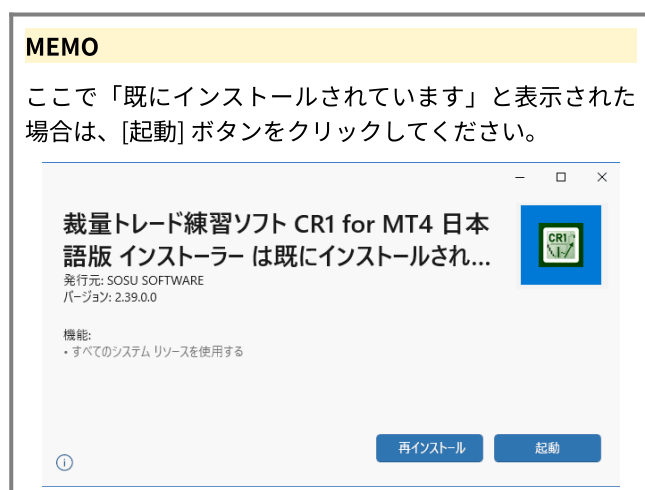 MEMO
ここで「既にインストールされています」と表示された
場合は、[起動] ボタンをクリックしてください。
裁量トレード練習ソフト CR1 for MT4 日本
語版 インストーラー は既にインストールされ...
発行元: SOSU SOFTWARE
バージョン: 2.39.0.0
CR1
機能:
• すべてのシステム リソースを使用する
再インストール
起動